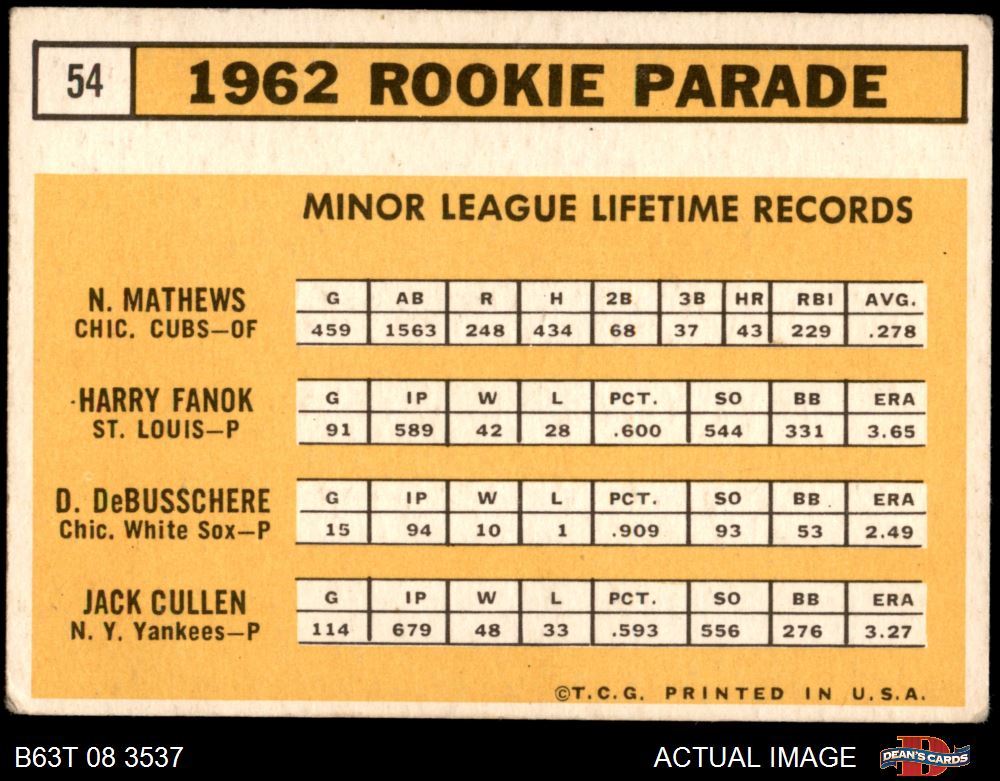 54 1962 ROOKIE PARADE
MINOR LEAGUE LIFETIME RECORDS
N. MATHEWS G AB R H 2B 3B HR RBI AVG.
CHIC. CUBS—OF 459 1563 248 434 68 37 43 229 .278
HARRY FANOK G IP W L PCT. SO BB ERA
ST. LOUIS—P 91 589 42 28 .600 544 331 3.65
D. DeBUSSCHERE G IP W L PCT. SO BB ERA
Chic. White Sox—P 15 94 10 1 .909 93 53 2.49
JACK CULLEN G IP W L PCT. SO BB ERA
N. Y. Yankees—P 114 679 48 33 .593 556 276 3.27
©T.C.G. PRINTED IN U.S.A.
B63T 08 3537 ACTUAL IMAGE DEAN'S CARDS